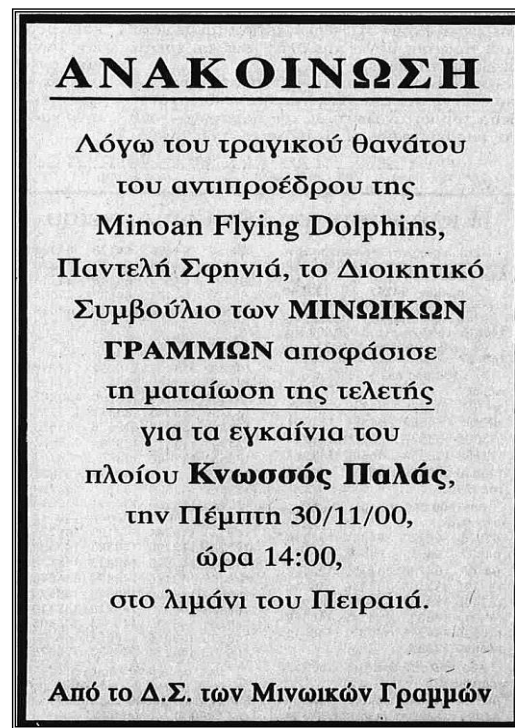 ΑΝΑΚΟΙΝΩΣΗ
Λόγω του τραγικού θανάτου
του αντιπροέδρου της
Minoan Flying Dolphins,
Παντελή Σφηνιά, το Διοικητικό
Συμβούλιο των ΜΙΝΩΙΚΩΝ
ΓΡΑΜΜΩΝ αποφάσισε
τη ματαίωση της τελετής
για τα εγκαίνια του
πλοίου Κνωσσός Παλάς,
την Πέμπτη 30/11/00,
ώρα 14:00,
στο λιμάνι του Πειραιά.
Από το Δ.Σ. των Μινωικών Γραμμών